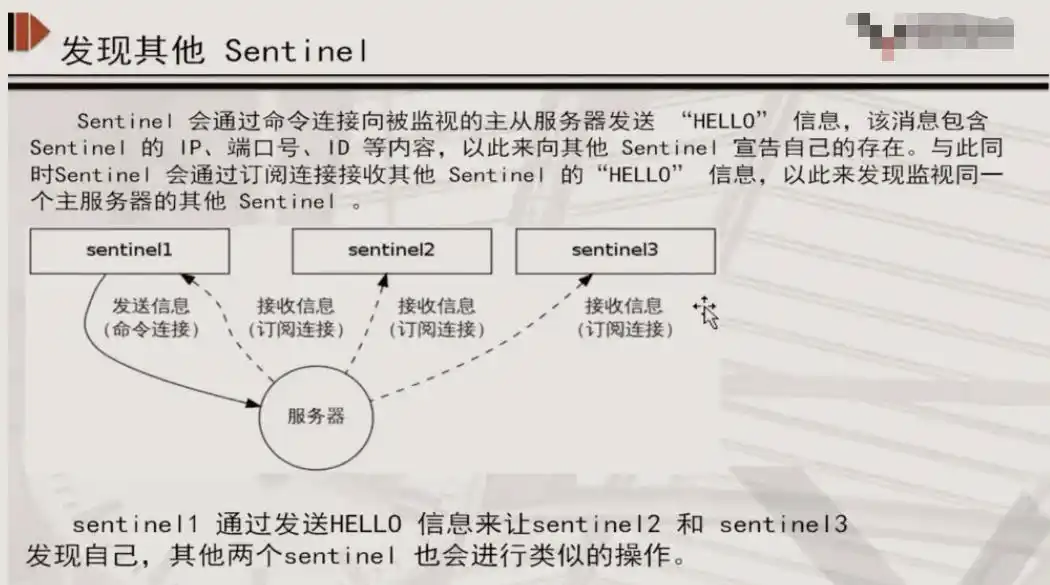 发现其他 Sentinel
Sentinel 会通过命令连接向被监视的主从服务器发送 “HELLO” 信息，该消息包含
Sentinel 的 IP、端口号、ID 等内容，以此来向其他 Sentinel 宣告自己的存在。与此同
时Sentinel 会通过订阅连接接收其他 Sentinel 的“HELLO” 信息，以此来发现监视同一
个主服务器的其他 Sentinel 。
sentinel1
sentinel2
sentinel3
发送信息
(命令连接)
接收信息
(订阅连接)
接收信息
(订阅连接)
接收信息
(订阅连接)
服务器
sentinel1 通过发送HELLO 信息来让sentinel2 和 sentinel3
发现自己，其他两个sentinel 也会进行类似的操作。